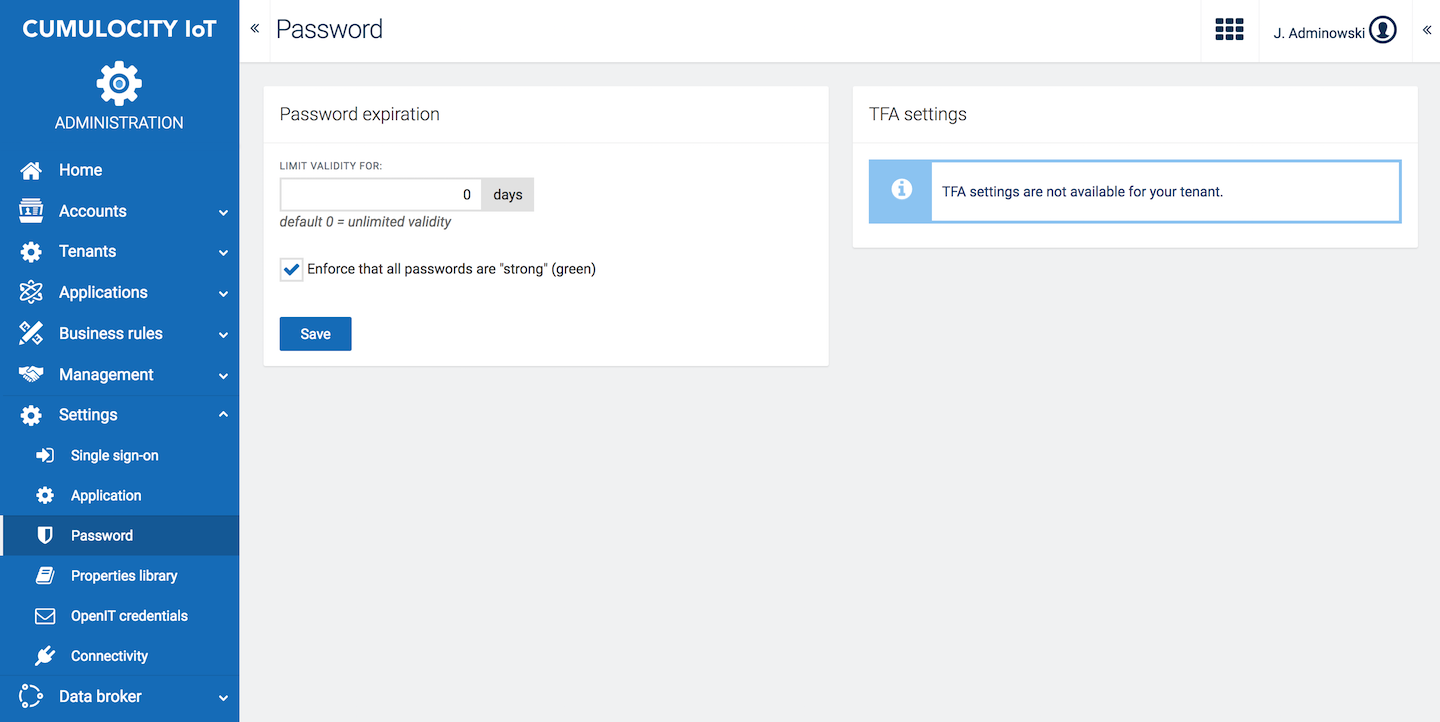 CUMULOCITY IoT
ADMINISTRATION
Home
Accounts
Tenants
Applications
Business rules
Management
Settings
Single sign-on
Application
Password
Properties library
OpenIT credentials
Connectivity
Data broker
Password
J. Adminowski
Password expiration
LIMIT VALIDITY FOR:
0 days
default 0 = unlimited validity
Enforce that all passwords are "strong" (green)
Save
TFA settings
TFA settings are not available for your tenant.